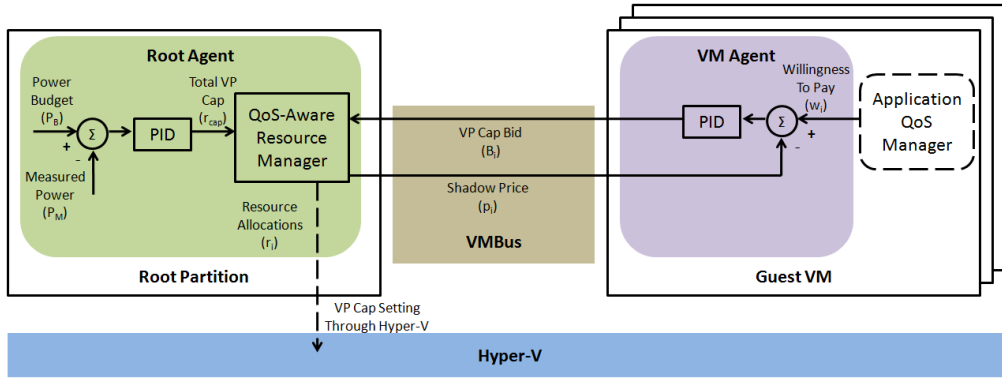 Root Agent
Power
Budget
(P_B)
+
-
Σ
Measured
Power
(P_M)
PID
Total VP
Cap
(r_cap)
QoS-Aware
Resource
Manager
Resource
Allocations
(r_i)
Root Partition
VP Cap Bid
(B_i)
Shadow Price
(p_i)
VMBus
VM Agent
PID
Σ
+
-
Willingness
To Pay
(w_i)
Application
QoS
Manager
Guest VM
VP Cap Setting
Through Hyper-V
Hyper-V